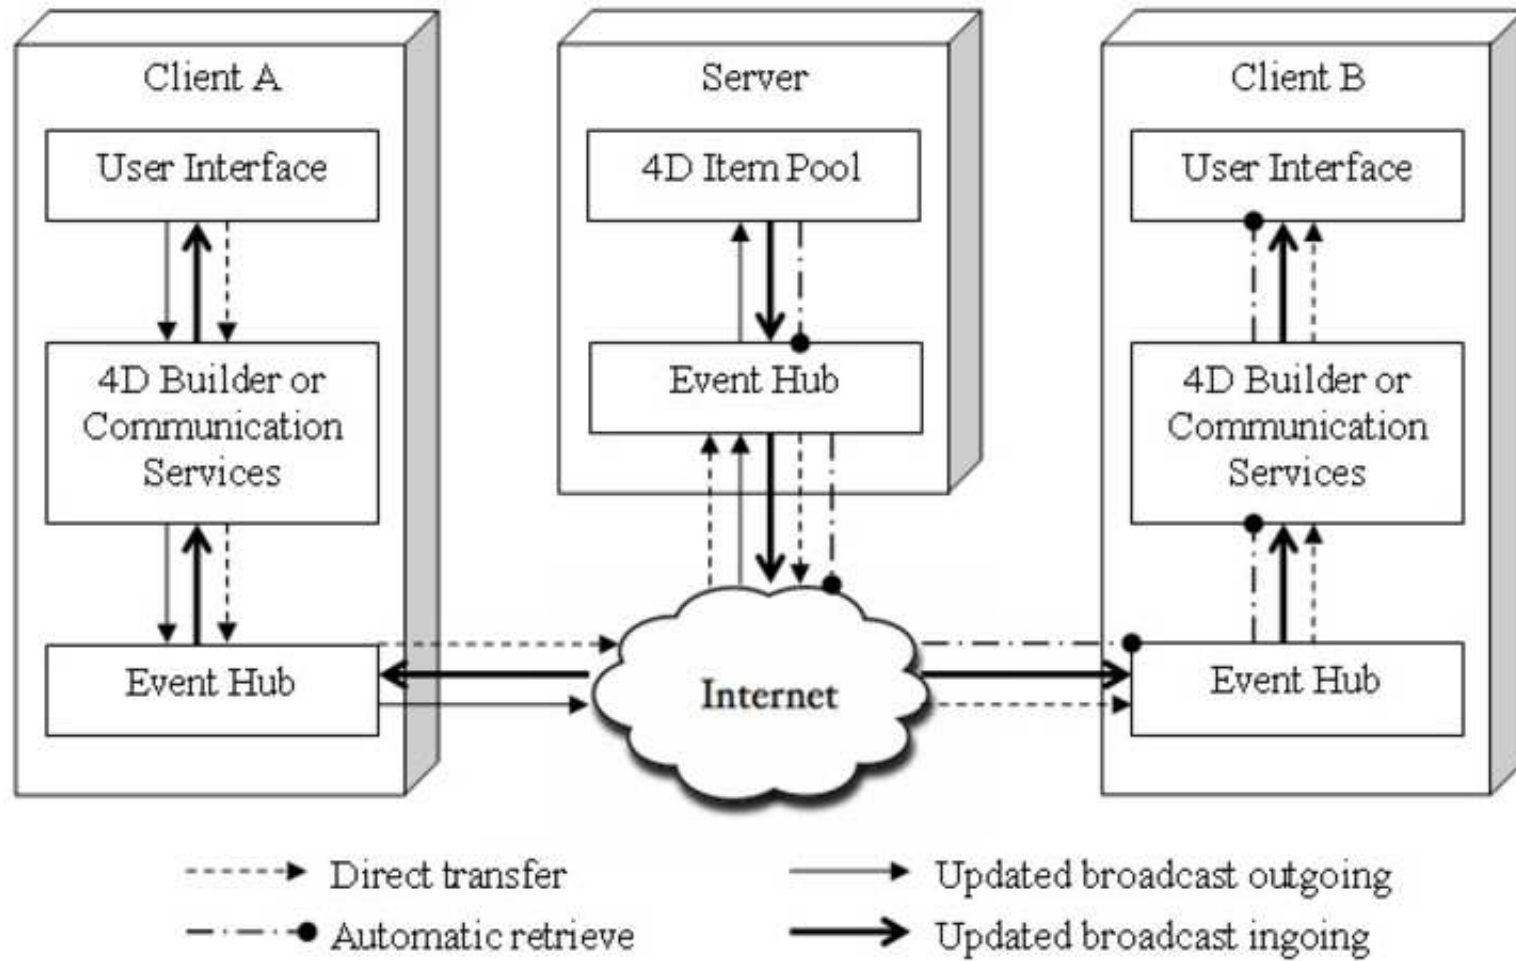 Client A
User Interface
4D Builder or
Communication
Services
Event Hub
Server
4D Item Pool
Event Hub
Internet
Client B
User Interface
4D Builder or
Communication
Services
Event Hub
Direct transfer
Automatic retrieve
Updated broadcast outgoing
Updated broadcast ingoing